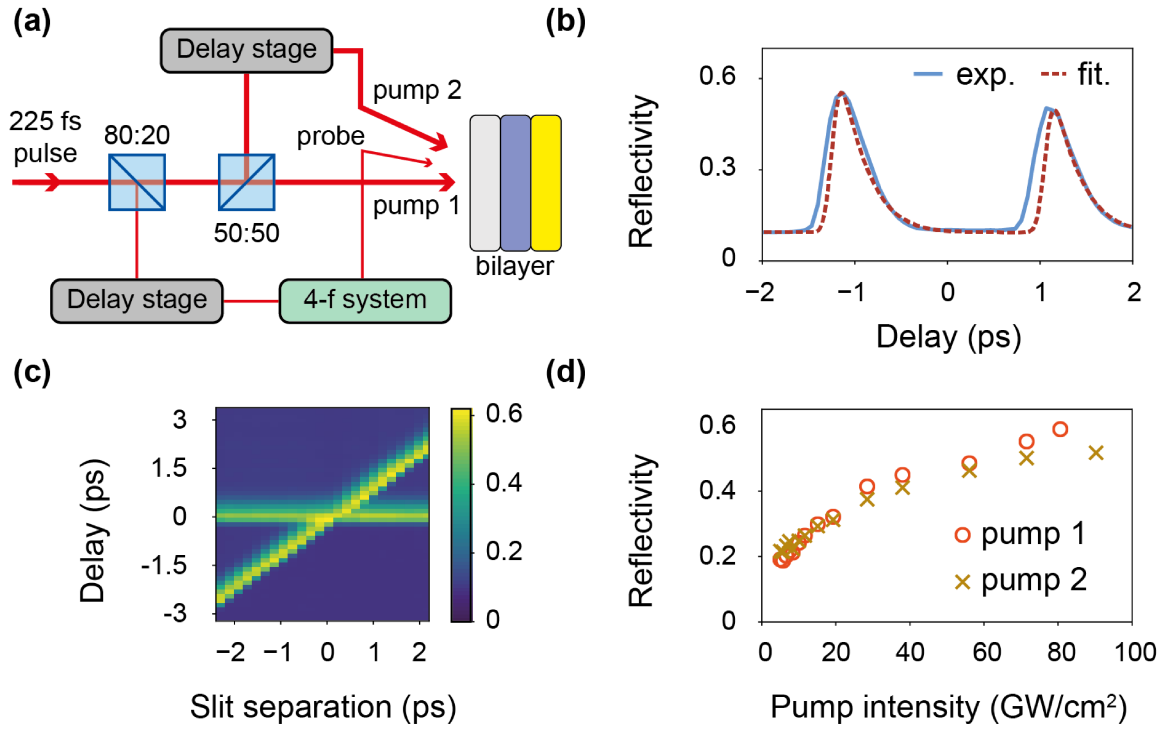 (a)
Delay stage
pump 2
225 fs
pulse
80:20
probe
pump 1
50:50
bilayer
Delay stage
4-f system
(b)
Reflectivity
0.6
0.3
0
exp.
fit.
−2
−1
0
1
2
Delay (ps)
(c)
Delay (ps)
3
1.5
0
-1.5
-3
0.6
0.4
0.2
0
−2
−1
0
1
2
Slit separation (ps)
(d)
Reflectivity
0.6
0.4
0.2
0
pump 1
pump 2
0
20
40
60
80
100
Pump intensity (GW/cm²)